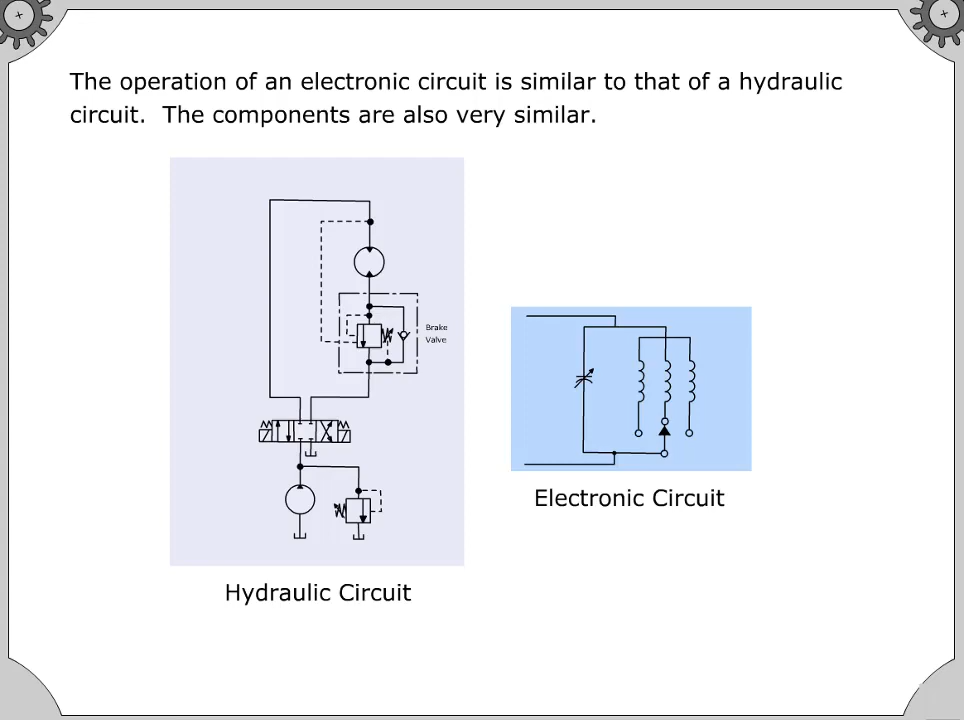 The operation of an electronic circuit is similar to that of a hydraulic
circuit.  The components are also very similar.
Brake
Valve
Electronic Circuit
Hydraulic Circuit